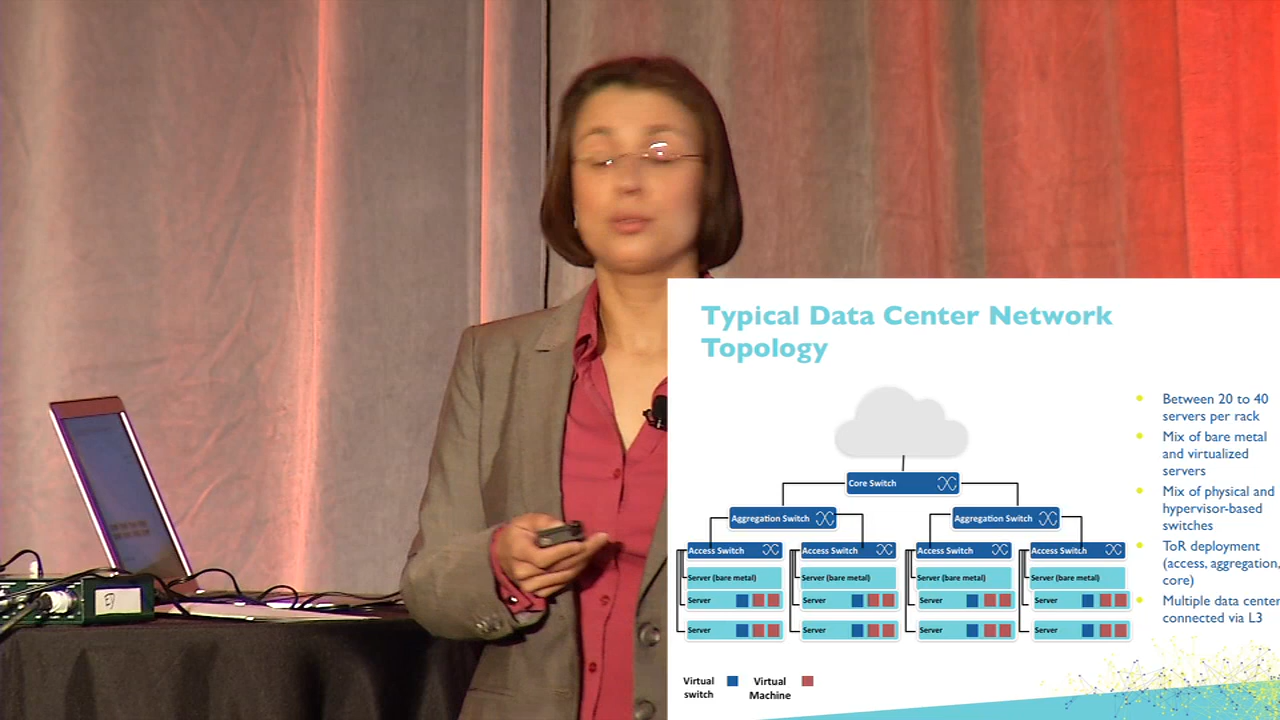 Typical Data Center Network
Topology
Core Switch
Aggregation Switch
Aggregation Switch
Access Switch
Access Switch
Access Switch
Access Switch
Server (bare metal)
Server (bare metal)
Server (bare metal)
Server (bare metal)
Server
Server
Server
Server
Server
Server
Server
Server
Virtual
switch
Virtual
Machine
Between 20 to 40
servers per rack
Mix of bare metal
and virtualized
servers
Mix of physical and
hypervisor-based
switches
ToR deployment
(access, aggregation,
core)
Multiple data center
connected via L3